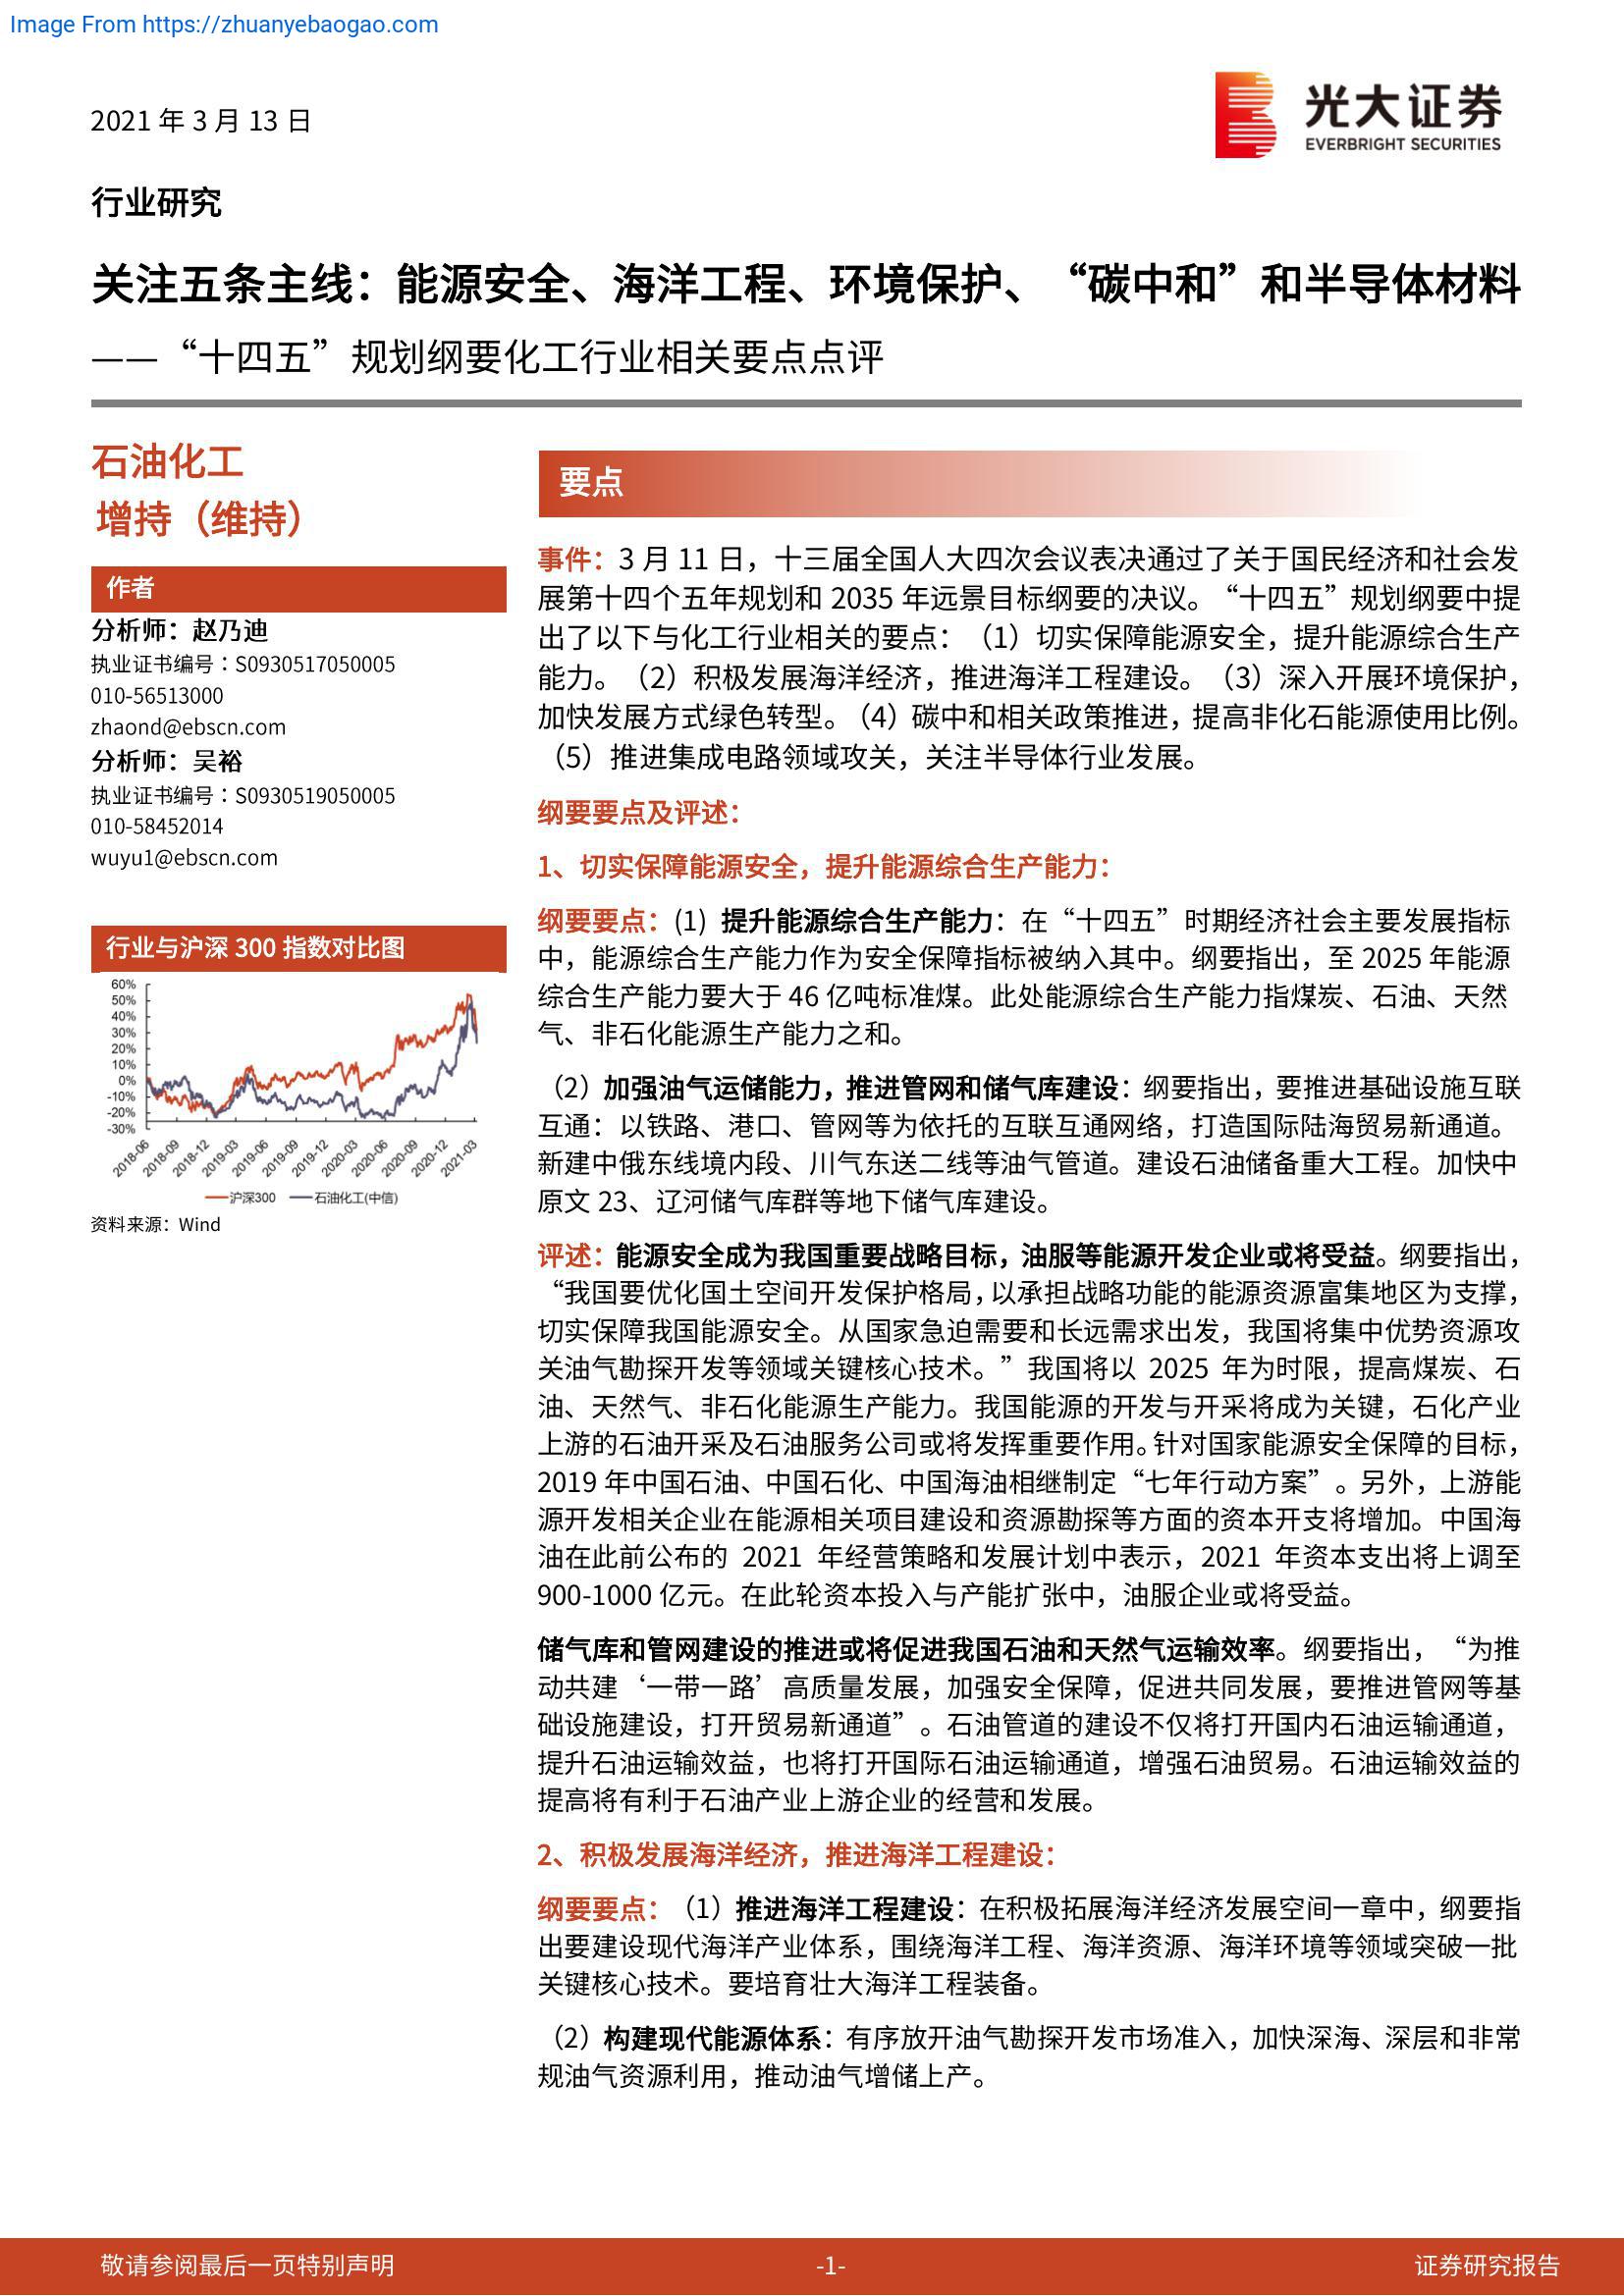 Image From https://zhuanyebaogao.com
2021 年 3 月 13 日
光大证券
EVERBRIGHT SECURITIES
行业研究
关注五条主线：能源安全、海洋工程、环境保护、“碳中和”和半导体材料
——“十四五”规划纲要化工行业相关要点点评
石油化工
增持（维持）
作者
分析师：赵乃迪
执业证书编号：S0930517050005
010-56513000
zhaond@ebscn.com
分析师：吴裕
执业证书编号：S0930519050005
010-58452014
wuyu1@ebscn.com
行业与沪深 300 指数对比图
60%
50%
40%
30%
20%
10%
0%
-10%
-20%
-30%
2018-06 2018-09 2018-12 2019-03 2019-06 2019-09 2019-12 2020-03 2020-06 2020-09 2020-12 2021-03
沪深300 石油化工(中信)
资料来源：Wind
要点
事件：3 月 11 日，十三届全国人大四次会议表决通过了关于国民经济和社会发
展第十四个五年规划和 2035 年远景目标纲要的决议。“十四五”规划纲要中提
出了以下与化工行业相关的要点：（1）切实保障能源安全，提升能源综合生产
能力。（2）积极发展海洋经济，推进海洋工程建设。（3）深入开展环境保护，
加快发展方式绿色转型。（4）碳中和相关政策推进，提高非化石能源使用比例。
（5）推进集成电路领域攻关，关注半导体行业发展。
纲要要点及评述：
1、切实保障能源安全，提升能源综合生产能力：
纲要要点：(1) 提升能源综合生产能力：在“十四五”时期经济社会主要发展指标
中，能源综合生产能力作为安全保障指标被纳入其中。纲要指出，至 2025 年能源
综合生产能力要大于 46 亿吨标准煤。此处能源综合生产能力指煤炭、石油、天然
气、非石化能源生产能力之和。
（2）加强油气运储能力，推进管网和储气库建设：纲要指出，要推进基础设施互联
互通：以铁路、港口、管网等为依托的互联互通网络，打造国际陆海贸易新通道。
新建中俄东线境内段、川气东送二线等油气管道。建设石油储备重大工程。加快中
原文 23、辽河储气库群等地下储气库建设。
评述：能源安全成为我国重要战略目标，油服等能源开发企业或将受益。纲要指出，
“我国要优化国土空间开发保护格局，以承担战略功能的能源资源富集地区为支撑，
切实保障我国能源安全。从国家急迫需要和长远需求出发，我国将集中优势资源攻
关油气勘探开发等领域关键核心技术。”我国将以 2025 年为时限，提高煤炭、石
油、天然气、非石化能源生产能力。我国能源的开发与开采将成为关键，石化产业
上游的石油开采及石油服务公司或将发挥重要作用。针对国家能源安全保障的目标，
2019 年中国石油、中国石化、中国海油相继制定“七年行动方案”。另外，上游能
源开发相关企业在能源相关项目建设和资源勘探等方面的资本开支将增加。中国海
油在此前公布的 2021 年经营策略和发展计划中表示，2021 年资本支出将上调至
900-1000 亿元。在此轮资本投入与产能扩张中，油服企业或将受益。
储气库和管网建设的推进或将促进我国石油和天然气运输效率。纲要指出，“为推
动共建‘一带一路’高质量发展，加强安全保障，促进共同发展，要推进管网等基
础设施建设，打开贸易新通道”。石油管道的建设不仅将打开国内石油运输通道，
提升石油运输效益，也将打开国际石油运输通道，增强石油贸易。石油运输效益的
提高将有利于石油产业上游企业的经营和发展。
2、积极发展海洋经济，推进海洋工程建设：
纲要要点：（1）推进海洋工程建设：在积极拓展海洋经济发展空间一章中，纲要指
出要建设现代海洋产业体系，围绕海洋工程、海洋资源、海洋环境等领域突破一批
关键核心技术。要培育壮大海洋工程装备。
（2）构建现代能源体系：有序放开油气勘探开发市场准入，加快深海、深层和非常
规油气资源利用，推动油气增储上产。
敬请参阅最后一页特别声明
-1-
证券研究报告